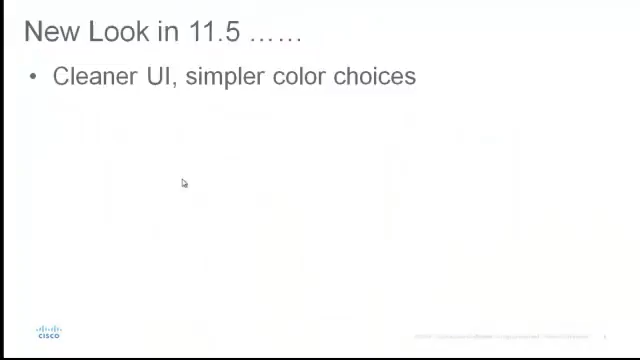 New Look in 11.5 ……
• Cleaner UI, simpler color choices
CISCO